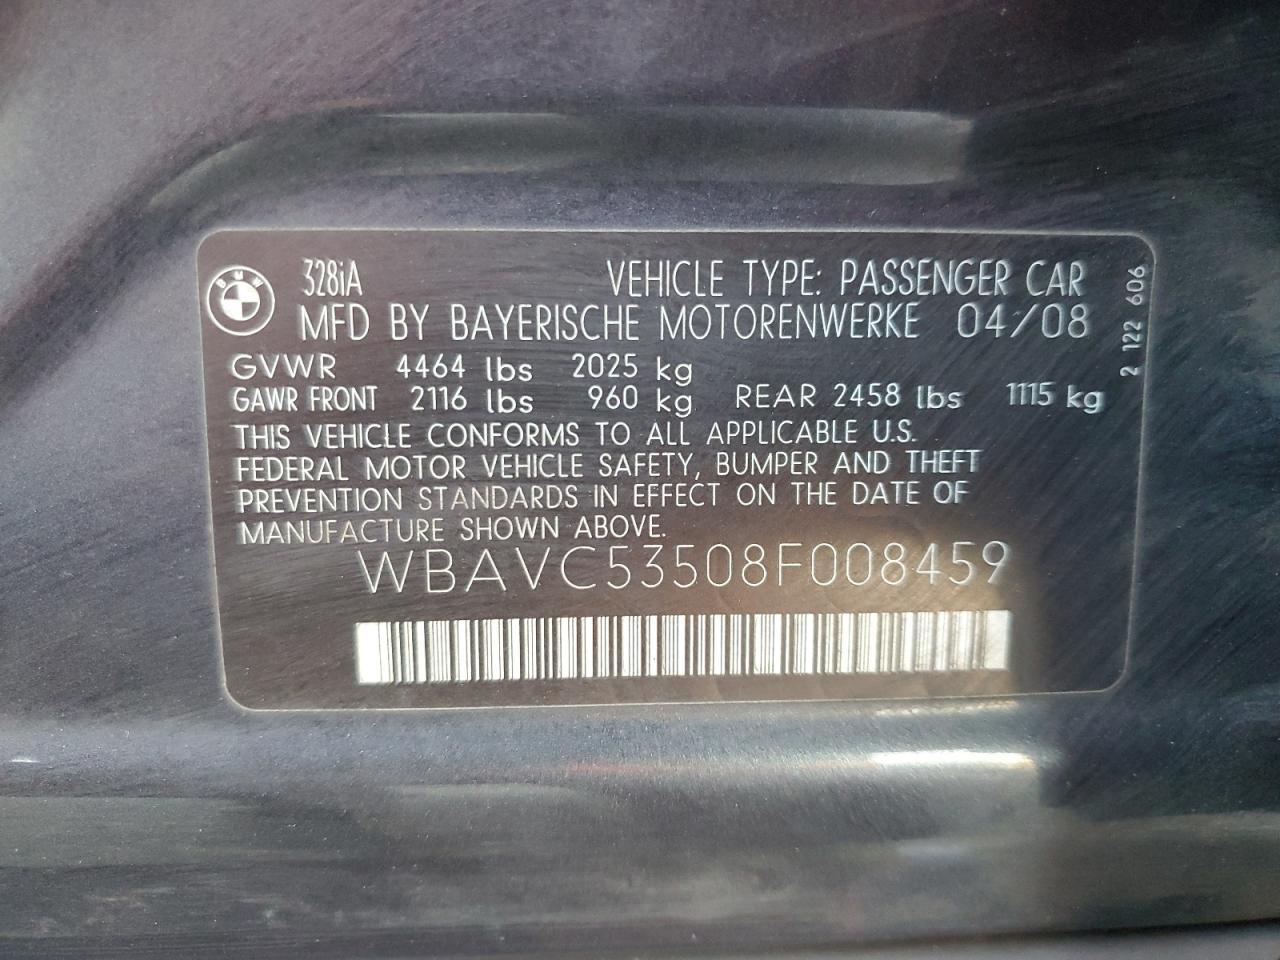 BMW
328iA VEHICLE TYPE: PASSENGER CAR
MFD BY BAYERISCHE MOTORENWERKE 04/08
GVWR 4464 lbs 2025 kg
GAWR FRONT 2116 lbs 960 kg REAR 2458 lbs 1115 kg
THIS VEHICLE CONFORMS TO ALL APPLICABLE U.S.
FEDERAL MOTOR VEHICLE SAFETY, BUMPER AND THEFT
PREVENTION STANDARDS IN EFFECT ON THE DATE OF
MANUFACTURE SHOWN ABOVE.
WBAVC53508F008459
2 122 606